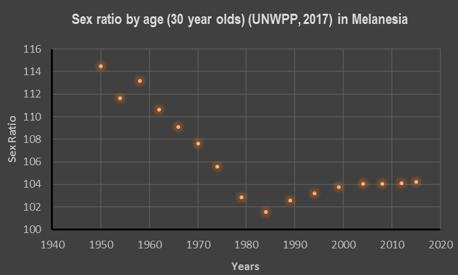 Sex ratio by age (30 year olds) (UNWPP, 2017) in Melanesia
116
114
112
110
108
106
104
102
100
Sex Ratio
1940 1950 1960 1970 1980 1990 2000 2010 2020
Years